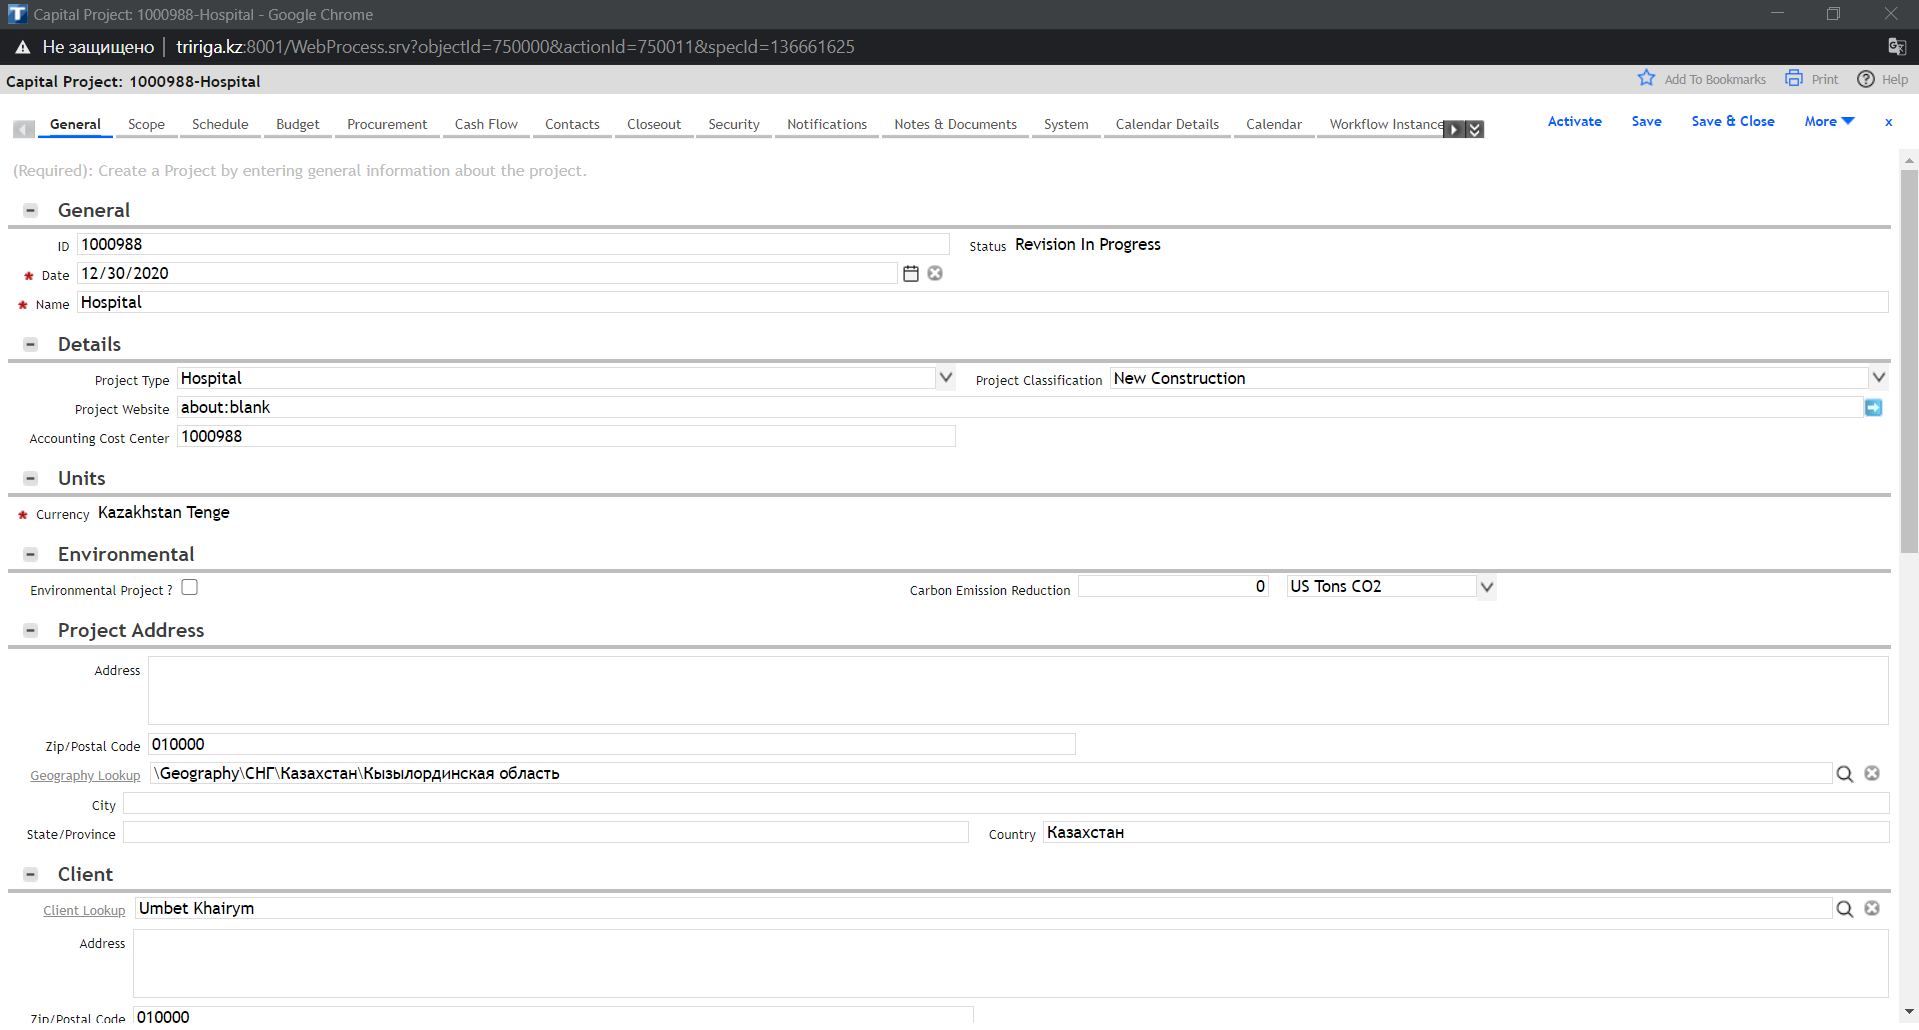 Capital Project: 1000988-Hospital - Google Chrome
Не защищено | tririga.kz:8001/WebProcess.srv?objectId=750000&actionId=750011&specId=136661625
Capital Project: 1000988-Hospital Add To Bookmarks Print Help
General Scope Schedule Budget Procurement Cash Flow Contacts Closeout Security Notifications Notes & Documents System Calendar Details Calendar Workflow Instance Activate Save Save & Close More x
(Required): Create a Project by entering general information about the project.
General
ID 1000988 Status Revision In Progress
* Date 12/30/2020
* Name Hospital
Details
Project Type Hospital Project Classification New Construction
Project Website about:blank
Accounting Cost Center 1000988
Units
* Currency Kazakhstan Tenge
Environmental
Environmental Project ? Carbon Emission Reduction 0 US Tons CO2
Project Address
Address
Zip/Postal Code 010000
Geography Lookup \Geography\СНГ\Казахстан\Кызылординская область
City
State/Province Country Казахстан
Client
Client Lookup Umbet Khairym
Address
Zip/Postal Code 010000